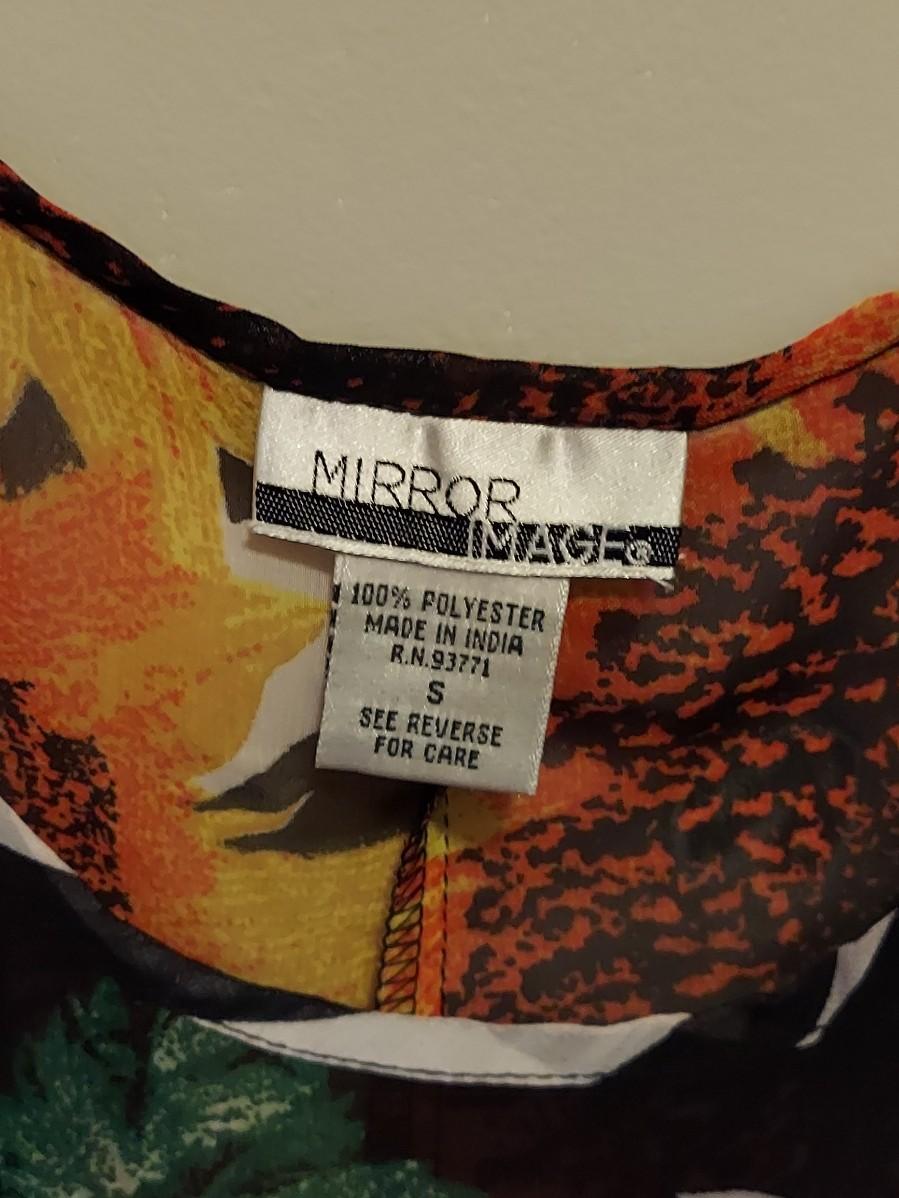 MIRROR
IMAGE®
100% POLYESTER
MADE IN INDIA
R.N.93771
S
SEE REVERSE
FOR CARE